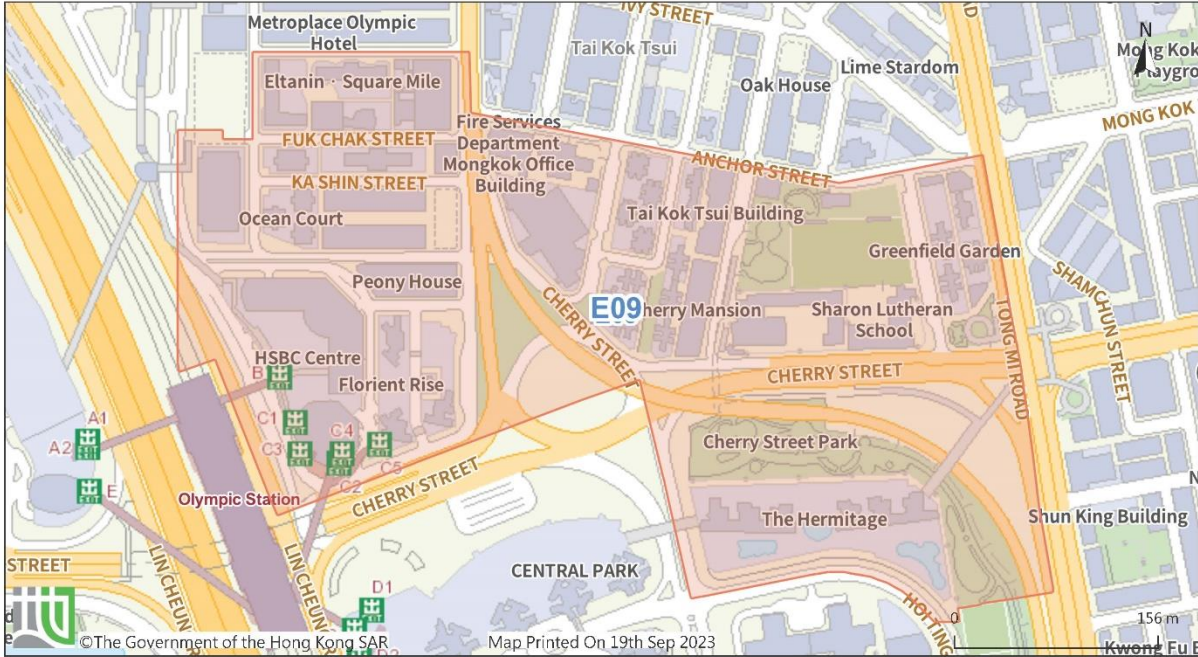 Metroplace Olympic
Hotel
IVY STREET
Tai Kok Tsui
Lime Stardom
Oak House
Eltanin · Square Mile
MONG KOK
FUK CHAK STREET
Fire Services
Department
Mongkok Office
Building
ANCHOR STREET
KA SHIN STREET
Ocean Court
Tai Kok Tsui Building
Greenfield Garden
SHAMCHUN STREET
Peony House
E09
Cherry Mansion
Sharon Lutheran
School
TONG MI ROAD
CHERRY STREET
HSBC Centre
B
EXIT
Florient Rise
CHERRY STREET
A1
A2
EXIT
C1
EXIT
C3
EXIT
C4
EXIT
C5
EXIT
C2
Cherry Street Park
E
EXIT
Olympic Station
CHERRY STREET
The Hermitage
Shun King Building
STREET
LIN CHEUN
LIN CHEUN
CENTRAL PARK
D1
EXIT
HOI TING
N
0
156 m
©The Government of the Hong Kong SAR
Map Printed On 19th Sep 2023
Kwong Fu